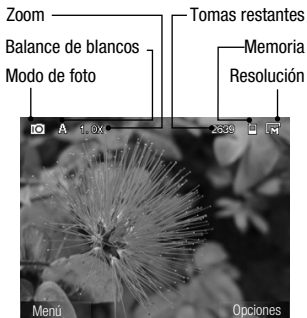 Zoom
Tomas restantes
Balance de blancos
Memoria
Modo de foto
Resolución
A
1.0X
2639
M
Menú
Opciones